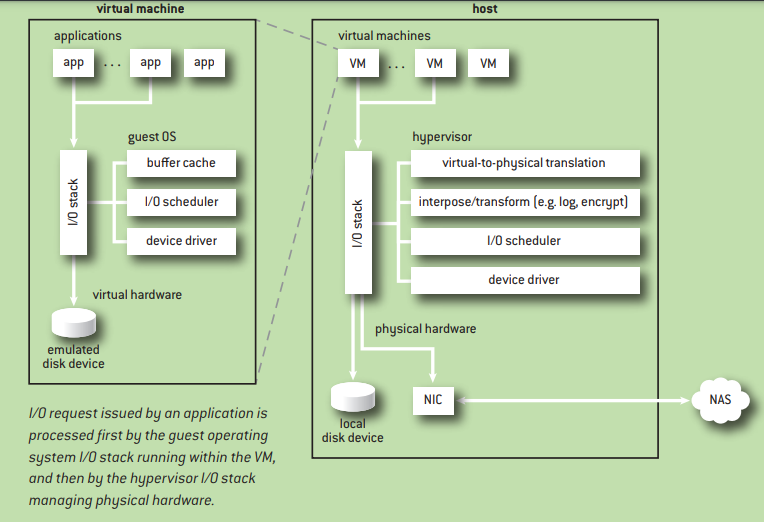 virtual machine
applications
app ... app app
guest OS
I/O stack
buffer cache
I/O scheduler
device driver
virtual hardware
emulated
disk device
host
virtual machines
VM ... VM VM
hypervisor
I/O stack
virtual-to-physical translation
interpose/transform (e.g. log, encrypt)
I/O scheduler
device driver
physical hardware
local
disk device
NIC
NAS
I/O request issued by an application is
processed first by the guest operating
system I/O stack running within the VM,
and then by the hypervisor I/O stack
managing physical hardware.